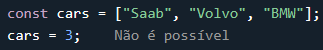 const cars = ["Saab", "Volvo", "BMW"];
cars = 3;    Não é possível